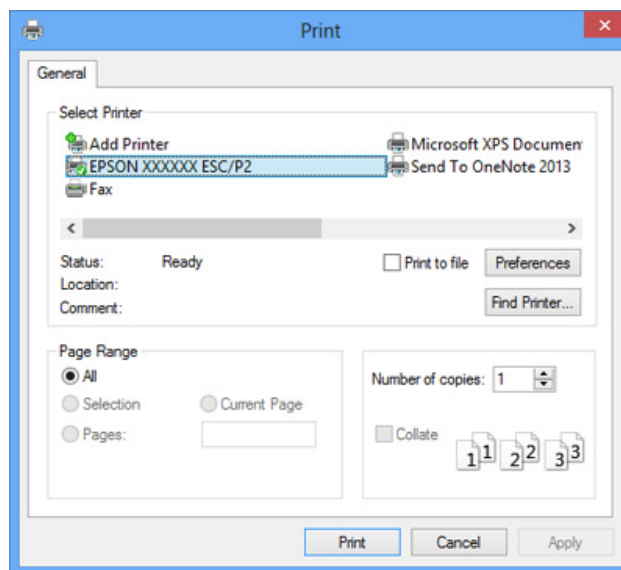 Print
General
Select Printer
Add Printer
Microsoft XPS Documen
EPSON XXXXXX ESC/P2
Send To OneNote 2013
Fax
Status: Ready
Print to file
Preferences
Location:
Comment:
Find Printer...
Page Range
All
Selection
Current Page
Pages:
Number of copies: 1
Collate
1 1 2 2 3 3
Print
Cancel
Apply